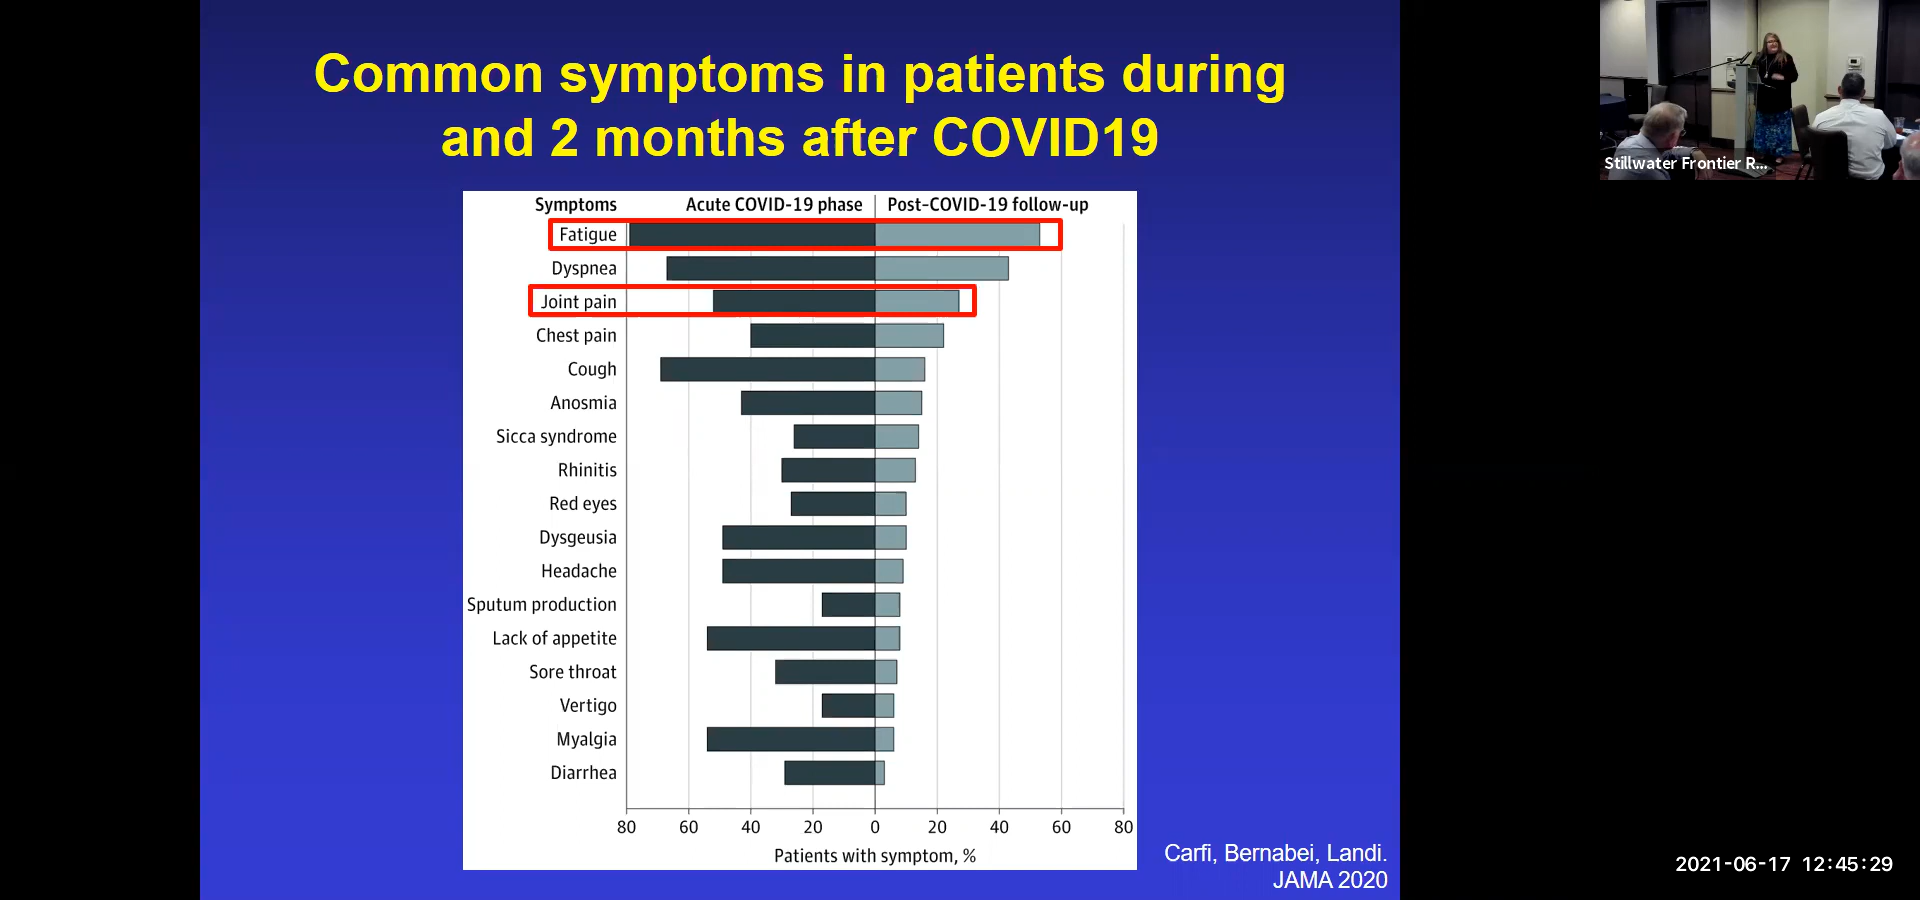 Common symptoms in patients during
and 2 months after COVID19
Symptoms Acute COVID-19 phase Post-COVID-19 follow-up
Fatigue
Dyspnea
Joint pain
Chest pain
Cough
Anosmia
Sicca syndrome
Rhinitis
Red eyes
Dysgeusia
Headache
Sputum production
Lack of appetite
Sore throat
Vertigo
Myalgia
Diarrhea
80 60 40 20 0 20 40 60 80
Patients with symptom, %
Carfi, Bernabei, Landi.
JAMA 2020
Stillwater Frontier R...
2021-06-17 12:45:29